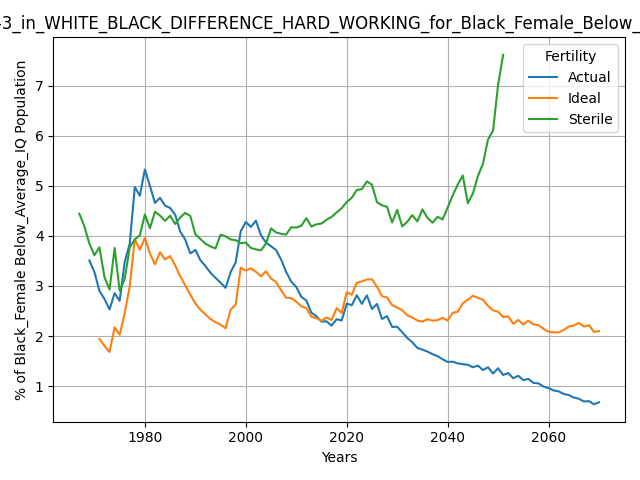 -3_in_WHITE_BLACK_DIFFERENCE_HARD_WORKING_for_Black_Female_Below_
% of Black_Female Below_Average_IQ Population
7
6
5
4
3
2
1
Fertility
Actual
Ideal
Sterile
1980 2000 2020 2040 2060
Years